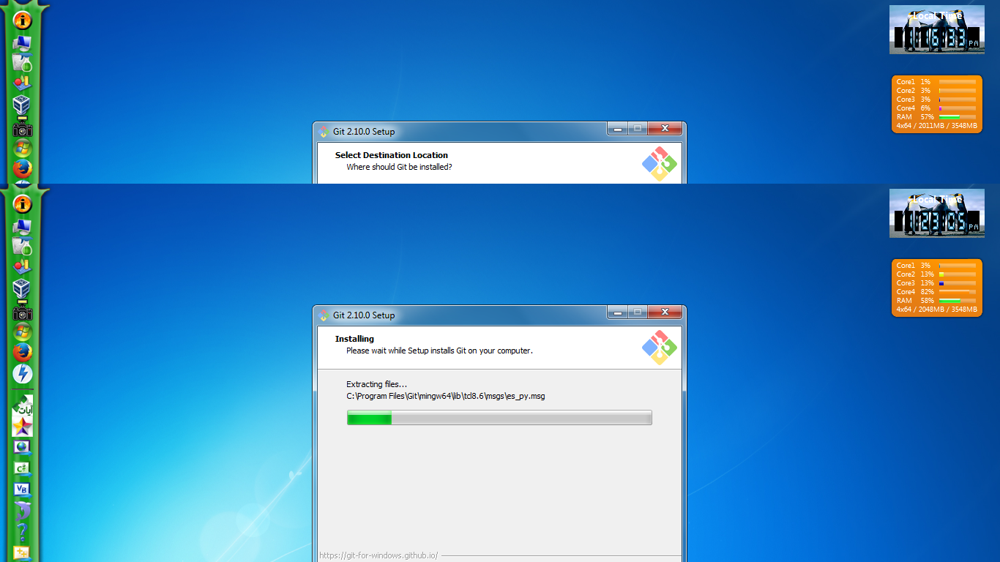 Local Time
PM
Core1 1%
Core2 3%
Core3 3%
Core4 6%
RAM 57%
4x64 / 2011MB / 3548MB
Git 2.10.0 Setup
Select Destination Location
Where should Git be installed?
Local Time
PM
Core1 3%
Core2 13%
Core3 13%
Core4 82%
RAM 58%
4x64 / 2048MB / 3548MB
Git 2.10.0 Setup
Installing
Please wait while Setup installs Git on your computer.
Extracting files...
C:\Program Files\Git\mingw64\lib\tcl8.6\msgs\es_py.msg
C#
VB
?
https://git-for-windows.github.io/